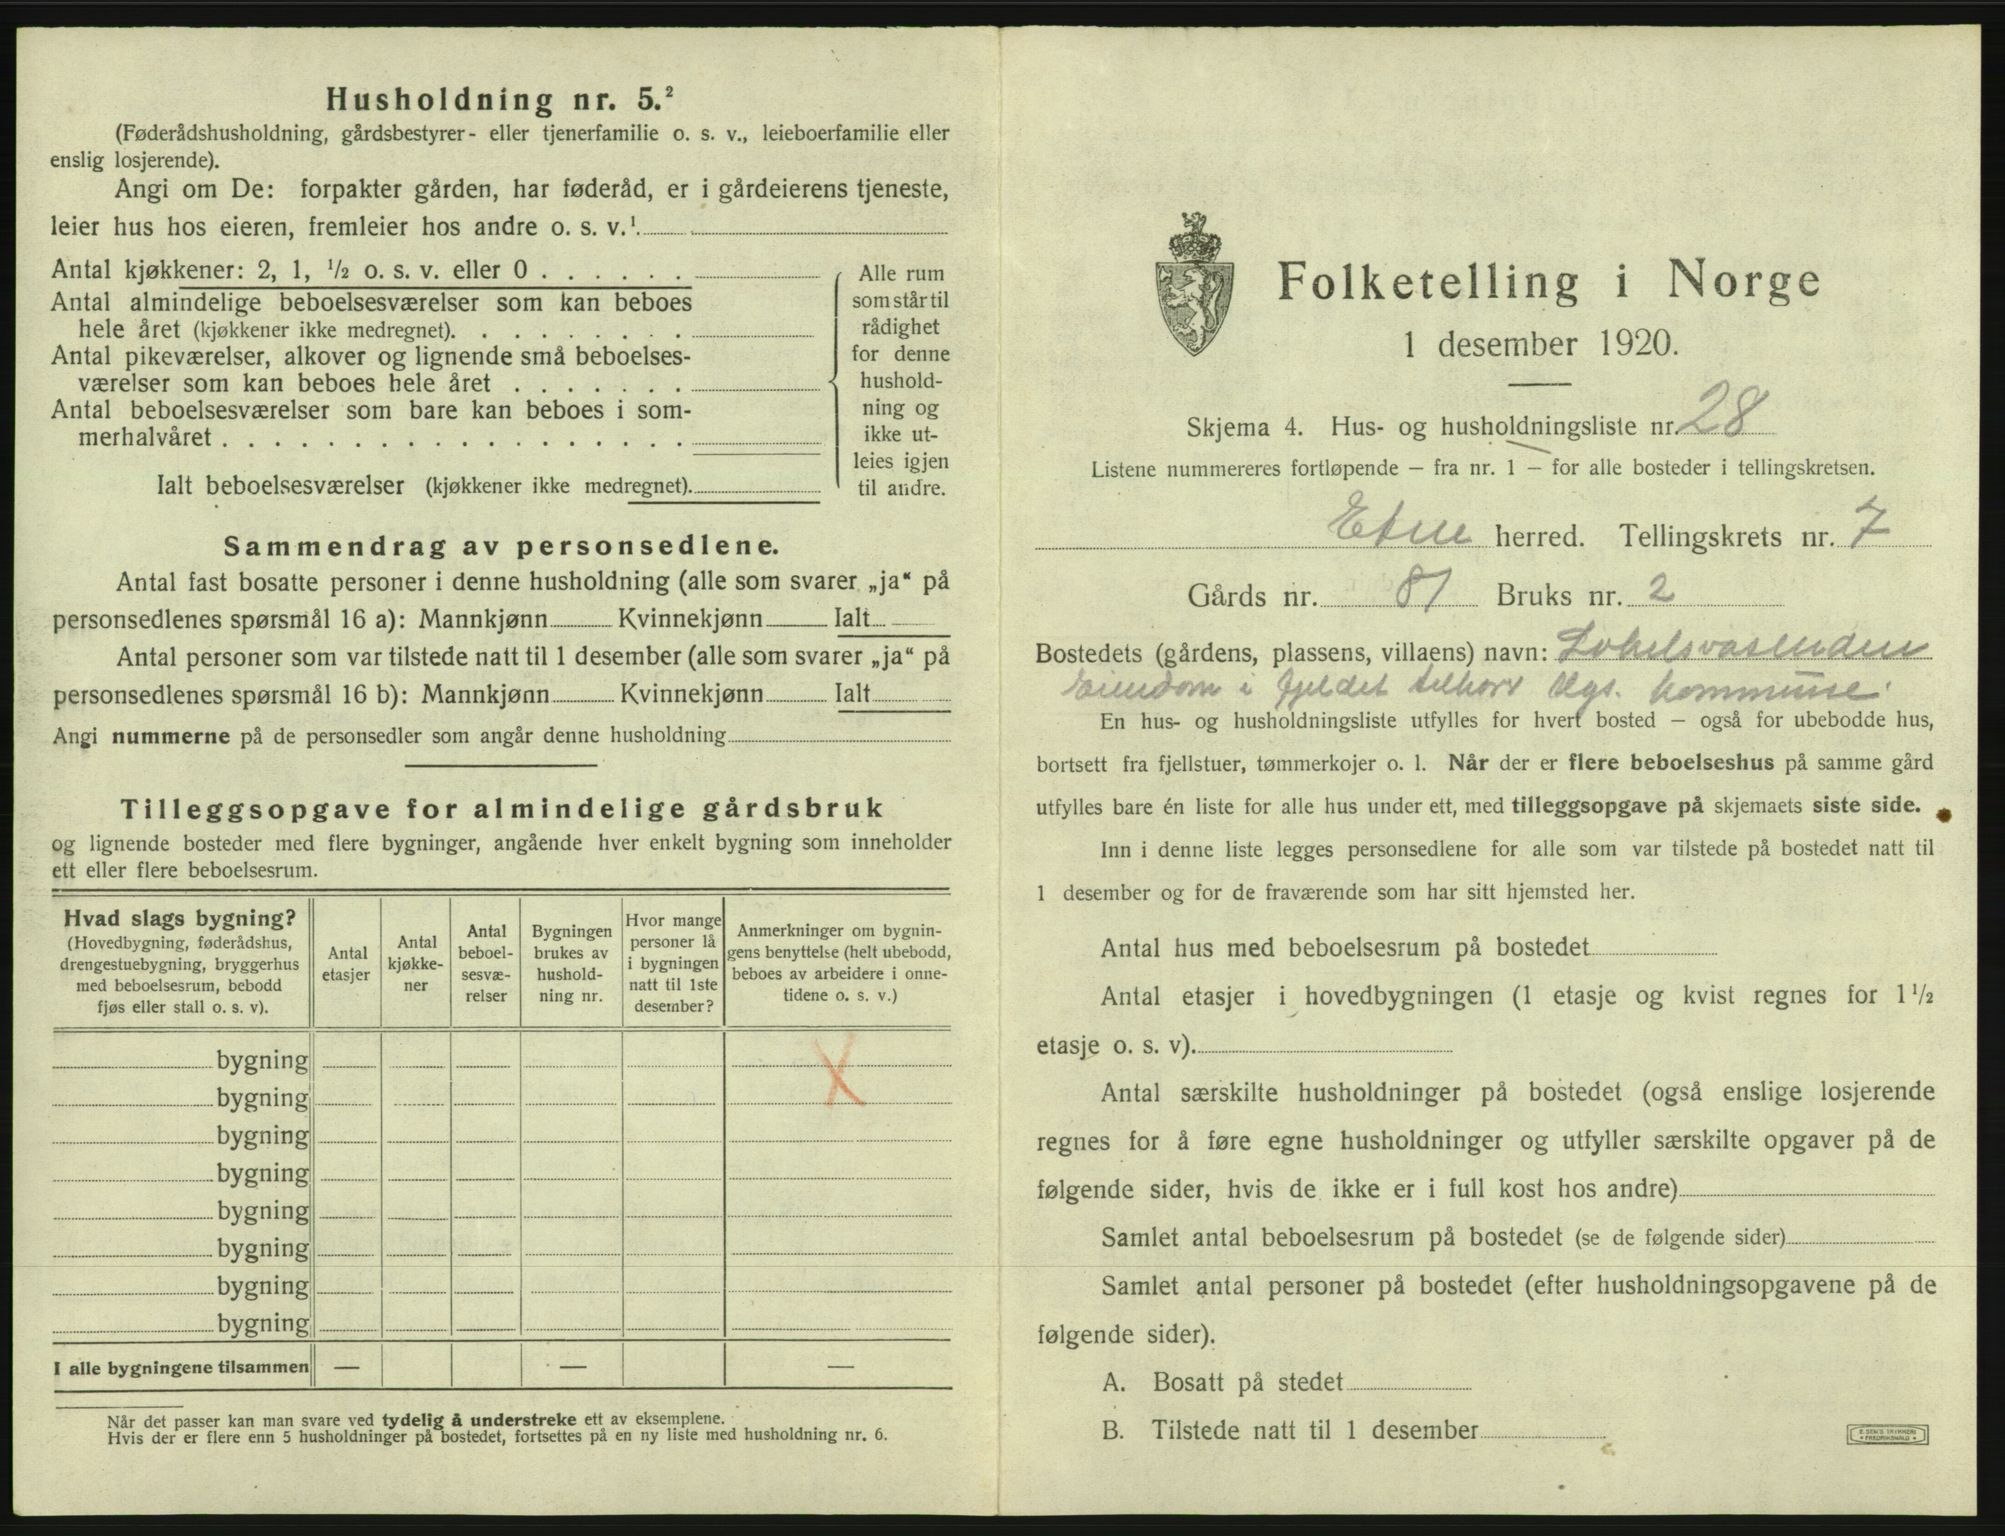 Husholdning nr. 5.²
(Føderådshusholdning, gårdsbestyrer- eller tjenerfamilie o. s. v., leieboerfamilie eller
enslig losjerende).
Angi om De: forpakter gården, har føderåd, er i gårdeierens tjeneste,
leier hus hos eieren, fremleier hos andre o. s. v.¹
Antal kjøkkener: 2, 1, ½ o. s. v. eller 0 . . . . . .
Antal almindelige beboelsesværelser som kan beboes
hele året (kjøkkener ikke medregnet). . . . . . . . .
Antal pikeværelser, alkover og lignende små beboelses-
værelser som kan beboes hele året . . . . . . .
Antal beboelsesværelser som bare kan beboes i som-
merhalvåret . . . . . . . . . . . . . . . . . .
Ialt beboelsesværelser (kjøkkener ikke medregnet).
Alle rum
som står til
rådighet
for denne
hushold-
ning og
ikke ut-
leies igjen
til andre.
Sammendrag av personsedlene.
Antal fast bosatte personer i denne husholdning (alle som svarer „ja“ på
personsedlenes spørsmål 16 a): Mannkjønn Kvinnekjønn Ialt
Antal personer som var tilstede natt til 1 desember (alle som svarer „ja“ på
personsedlenes spørsmål 16 b): Mannkjønn Kvinnekjønn Ialt
Angi nummerne på de personsedler som angår denne husholdning
Tilleggsopgave for almindelige gårdsbruk
og lignende bosteder med flere bygninger, angående hver enkelt bygning som inneholder
ett eller flere beboelsesrum.
Hvad slags bygning?
(Hovedbygning, føderådshus,
drengestuebygning, bryggerhus
med beboelsesrum, bebodd
fjøs eller stall o. s. v).
Antal
etasjer
Antal
kjøkke-
ner
Antal
beboel-
sesvæ-
relser
Bygningen
brukes av
hushold-
ning nr.
Hvor mange
personer lå
i bygningen
natt til 1ste
desember?
Anmerkninger om bygnin-
gens benyttelse (helt ubebodd,
beboes av arbeidere i onne-
tidene o. s. v.)
bygning X
bygning
bygning
bygning
bygning
bygning
bygning
bygning
I alle bygningene tilsammen — — —
Når det passer kan man svare ved tydelig å understreke ett av eksemplene.
Hvis der er flere enn 5 husholdninger på bostedet, fortsettes på en ny liste med husholdning nr. 6.
Folketelling i Norge
1 desember 1920.
Skjema 4. Hus- og husholdningsliste nr. 28
Listene nummereres fortløpende – fra nr. 1 – for alle bosteder i tellingskretsen.
Etne herred. Tellingskrets nr. 7
Gårds nr. 81 Bruks nr. 2
Bostedets (gårdens, plassens, villaens) navn:
Eiendom i fjeldet tilhører Hgs. kommune.
En hus- og husholdningsliste utfylles for hvert bosted – også for ubebodde hus,
bortsett fra fjellstuer, tømmerkojer o. l. Når der er flere beboelseshus på samme gård
utfylles bare én liste for alle hus under ett, med tilleggsopgave på skjemaets siste side.
Inn i denne liste legges personsedlene for alle som var tilstede på bostedet natt til
1 desember og for de fraværende som har sitt hjemsted her.
Antal hus med beboelsesrum på bostedet
Antal etasjer i hovedbygningen (1 etasje og kvist regnes for 1½
etasje o. s. v).
Antal særskilte husholdninger på bostedet (også enslige losjerende
regnes for å føre egne husholdninger og utfyller særskilte opgaver på de
følgende sider, hvis de ikke er i full kost hos andre)
Samlet antal beboelsesrum på bostedet (se de følgende sider)
Samlet antal personer på bostedet (efter husholdningsopgavene på de
følgende sider).
A. Bosatt på stedet
B. Tilstede natt til 1 desember